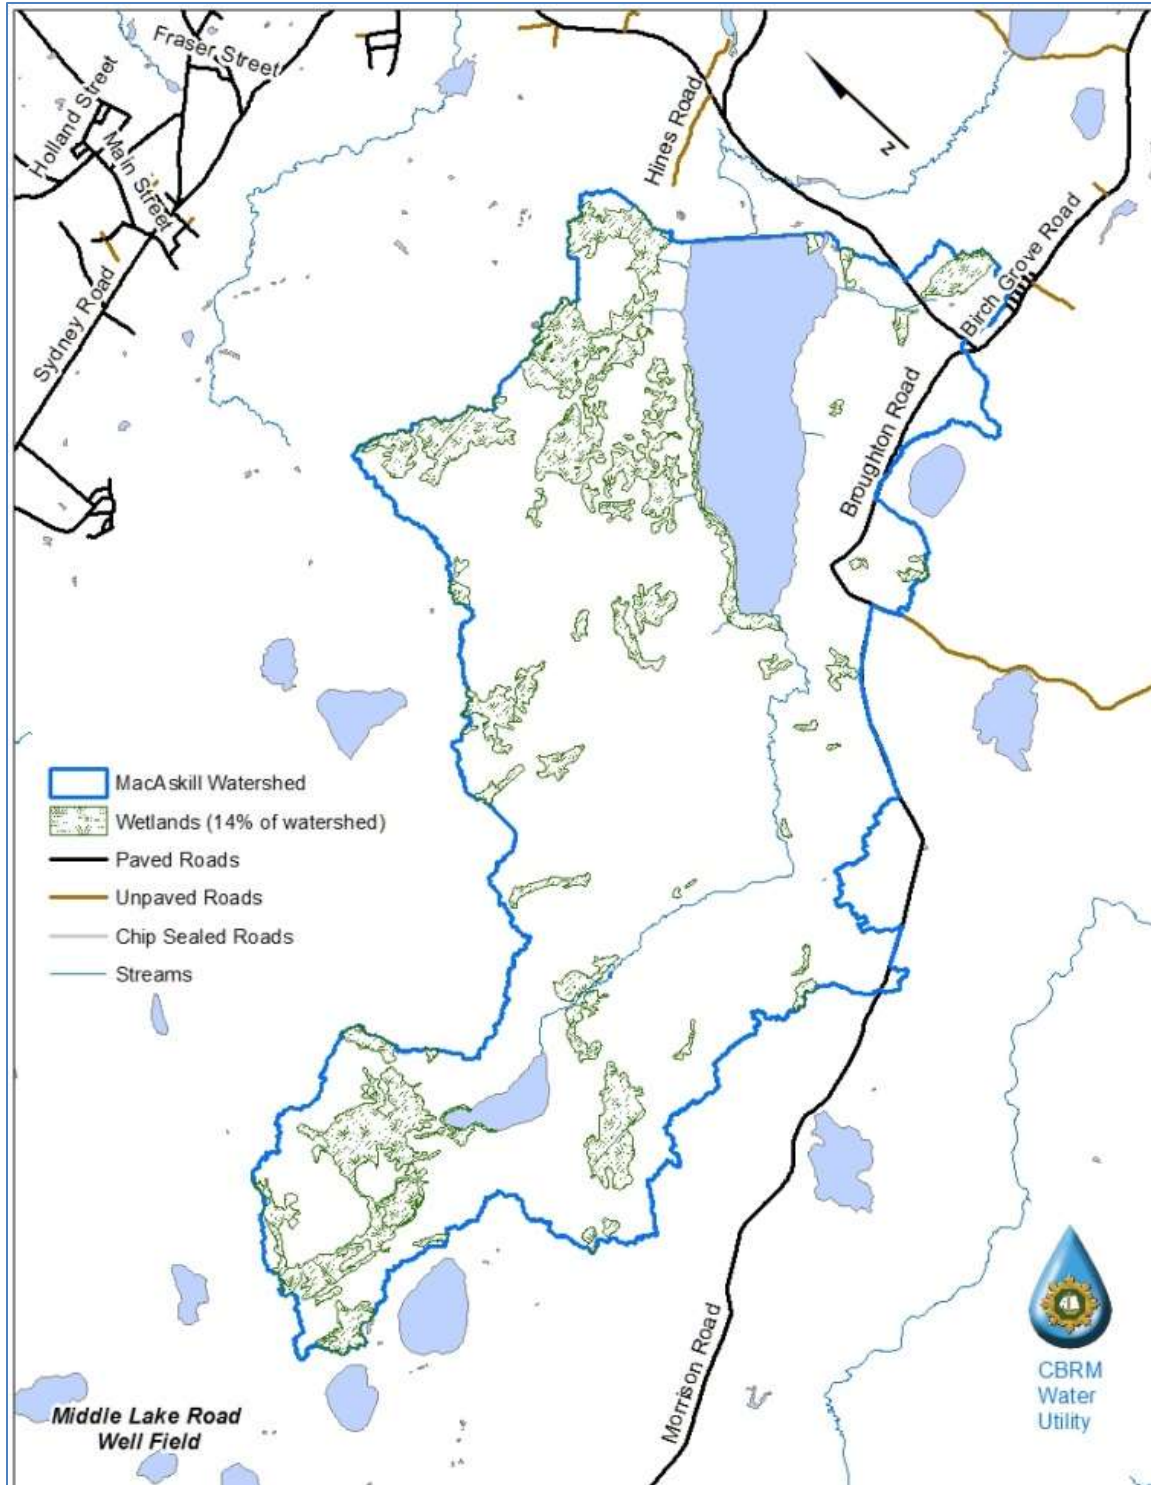 Fraser Street
Holland Street
Main Street
Sydney Road
Hines Road
z
Birch Grove Road
Broughton Road
MacAskill Watershed
Wetlands (14% of watershed)
Paved Roads
Unpaved Roads
Chip Sealed Roads
Streams
Morrison Road
CBRM
Water
Utility
Middle Lake Road
Well Field